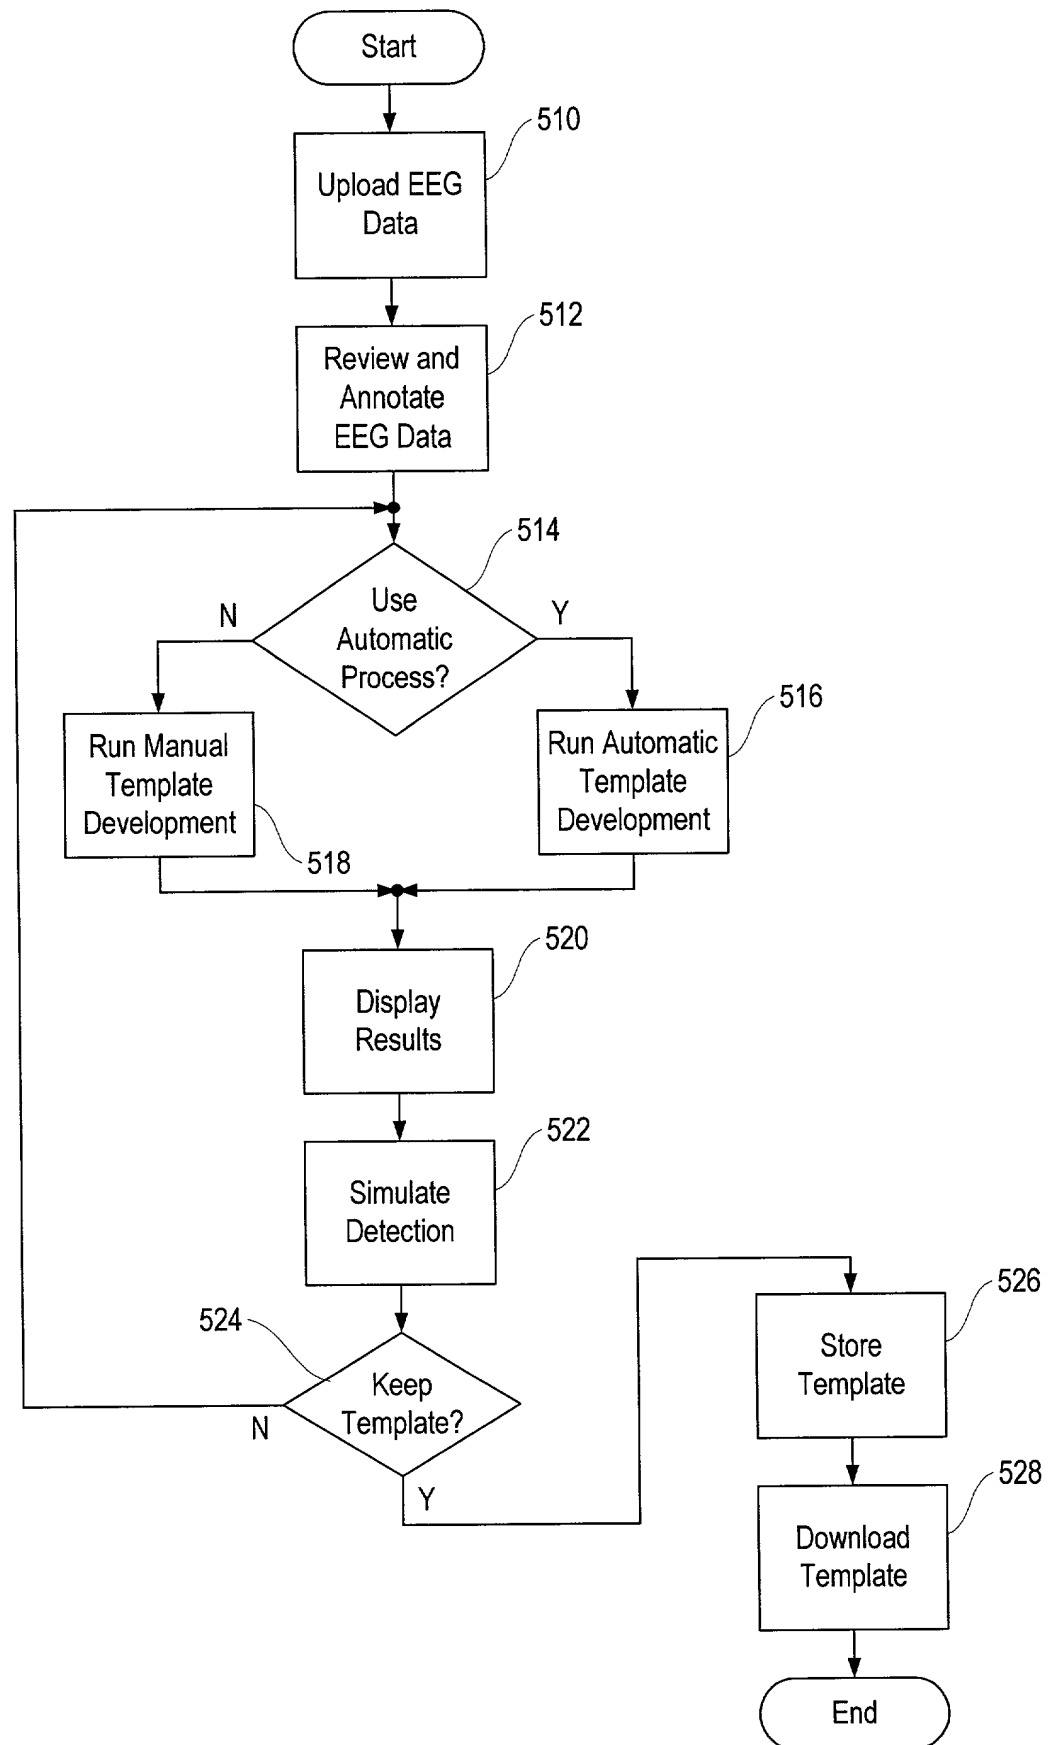 Start
510
Upload EEG
Data
512
Review and
Annotate
EEG Data
514
Use
Automatic
Process?
N
Y
516
Run Manual
Template
Development
518
Run Automatic
Template
Development
520
Display
Results
522
Simulate
Detection
524
Keep
Template?
N
Y
526
Store
Template
528
Download
Template
End